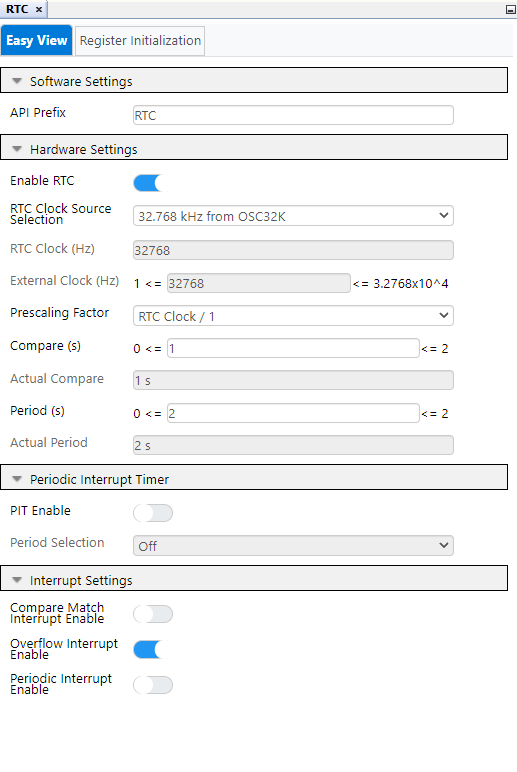 RTC ×
Easy View Register Initialization
Software Settings
API Prefix RTC
Hardware Settings
Enable RTC
RTC Clock Source
Selection
32.768 kHz from OSC32K
RTC Clock (Hz) 32768
External Clock (Hz) 1 <= 32768 <= 3.2768x10^4
Prescaling Factor RTC Clock / 1
Compare (s) 0 <= 1 <= 2
Actual Compare 1 s
Period (s) 0 <= 2 <= 2
Actual Period 2 s
Periodic Interrupt Timer
PIT Enable
Period Selection Off
Interrupt Settings
Compare Match
Interrupt Enable
Overflow Interrupt
Enable
Periodic Interrupt
Enable